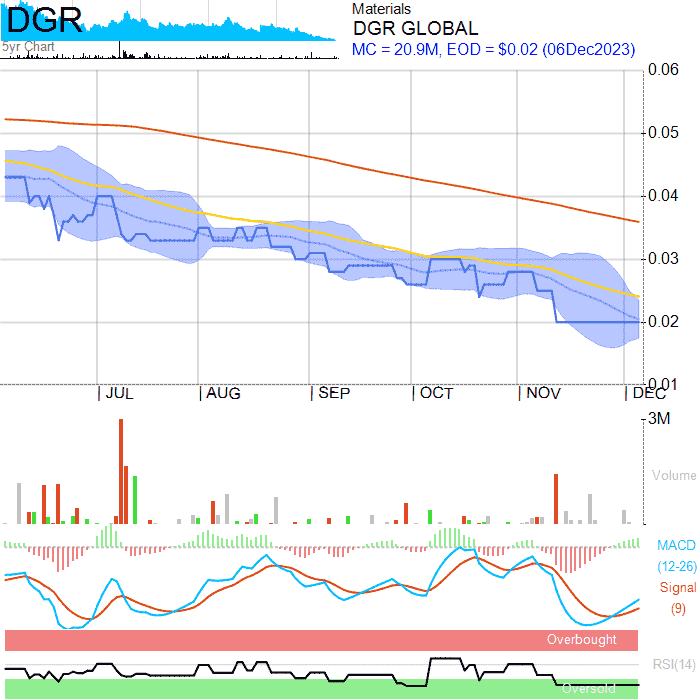 DGR
5yr Chart
Materials
DGR GLOBAL
MC = 20.9M, EOD = $0.02 (06Dec2023)
0.06
0.05
0.04
0.03
0.02
0.01
JUL
AUG
SEP
OCT
NOV
DEC
3M
Volume
MACD
(12-26)
Signal
(9)
Overbought
RSI(14)
Oversold